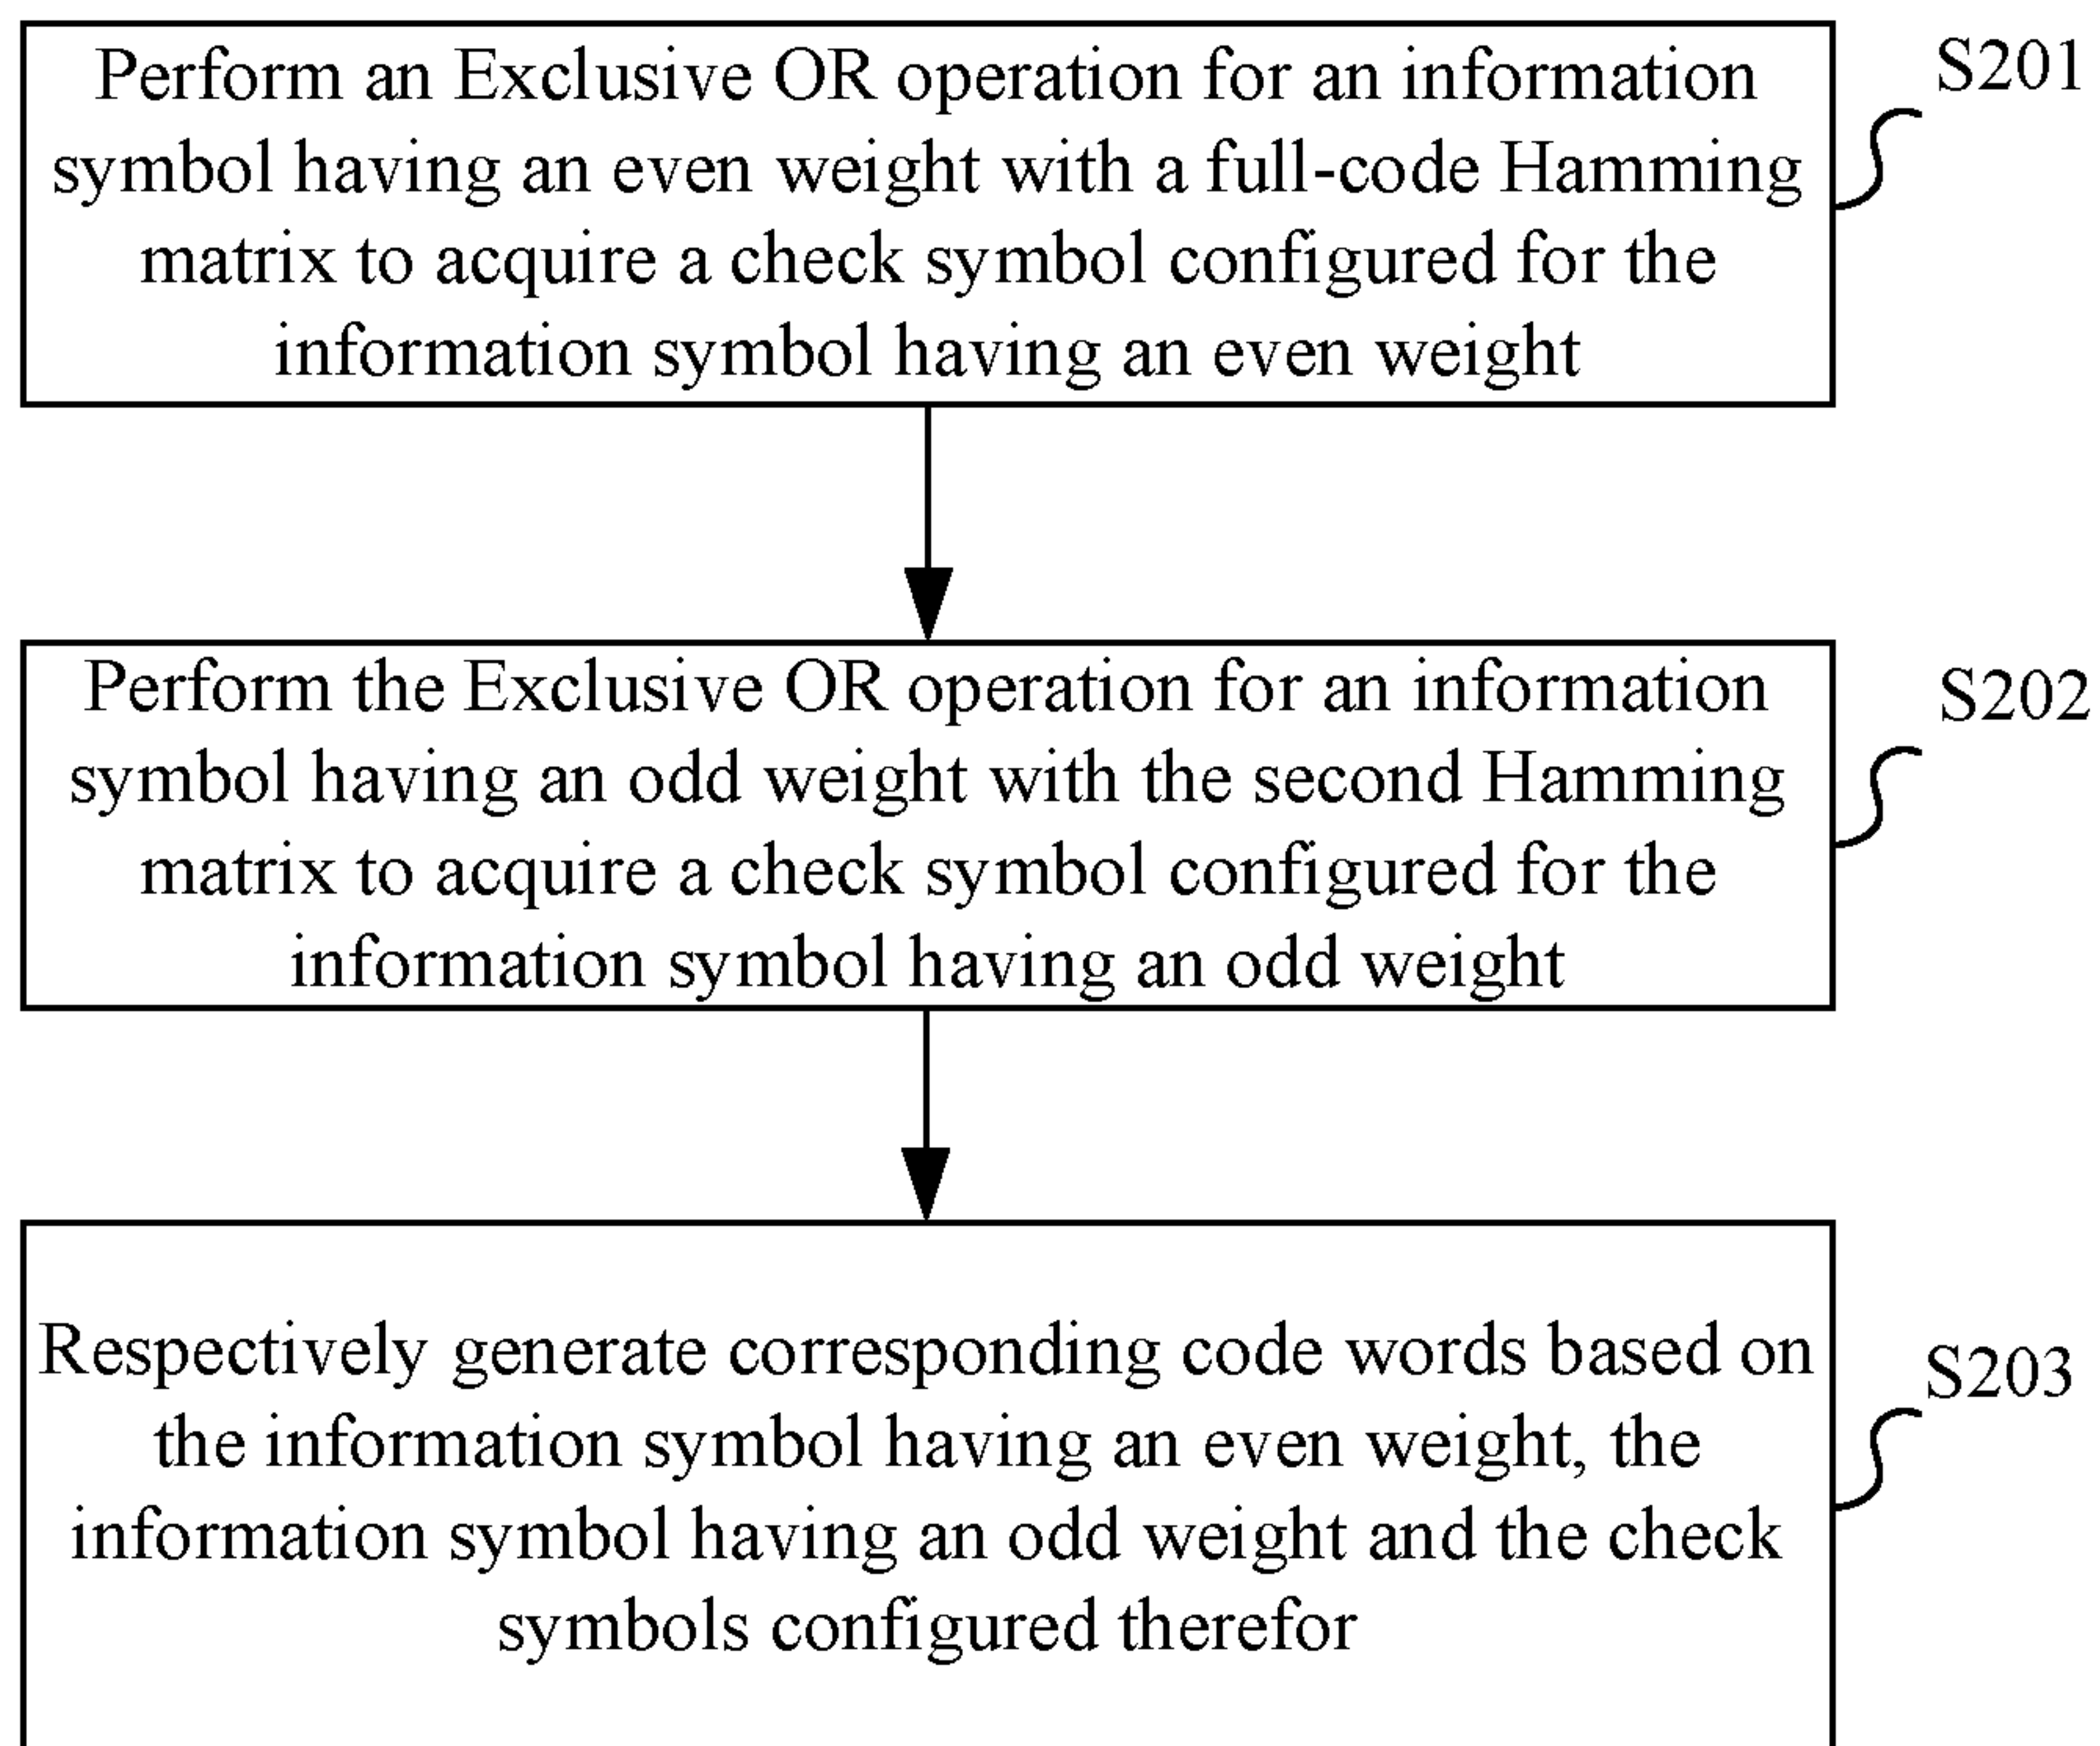 Perform an Exclusive OR operation for an information
symbol having an even weight with a full-code Hamming
matrix to acquire a check symbol configured for the
information symbol having an even weight
S201
Perform the Exclusive OR operation for an information
symbol having an odd weight with the second Hamming
matrix to acquire a check symbol configured for the
information symbol having an odd weight
S202
Respectively generate corresponding code words based on
the information symbol having an even weight, the
information symbol having an odd weight and the check
symbols configured therefor
S203